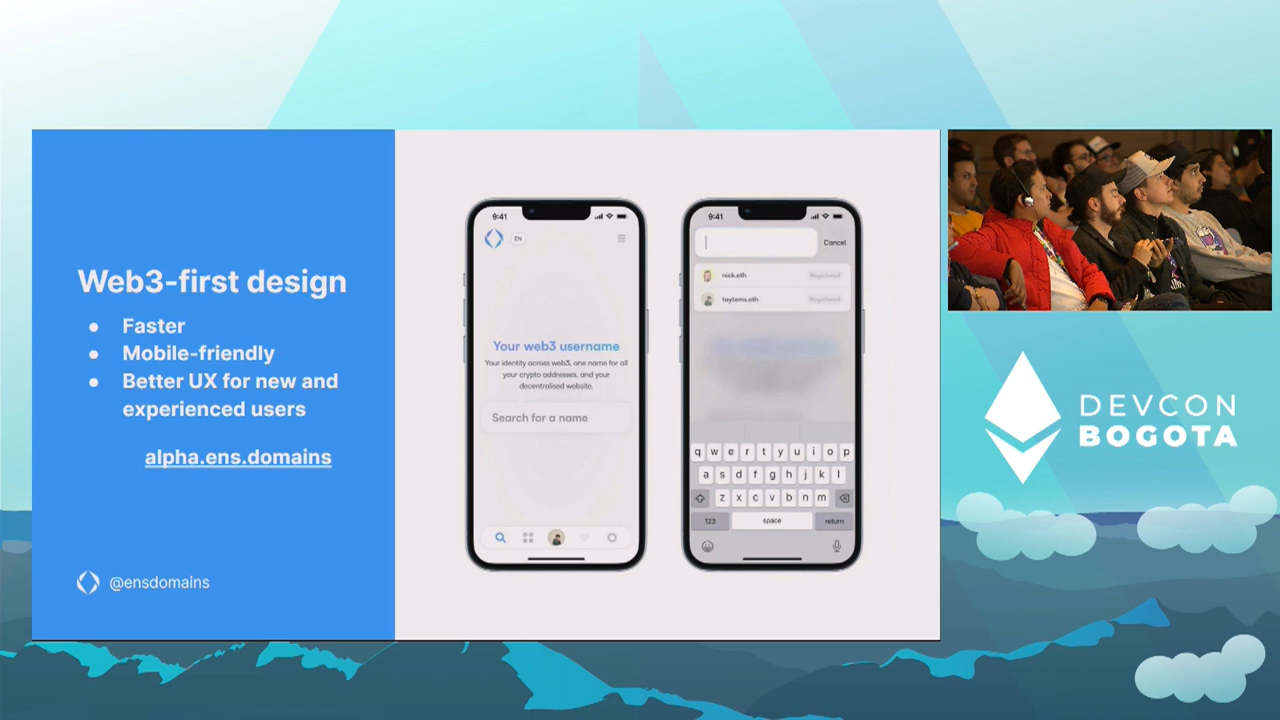 Web3-first design
● Faster
● Mobile-friendly
● Better UX for new and
experienced users
alpha.ens.domains
@ensdomains
9:41
EN
Your web3 username
Your identity across web3, one name for all
your crypto addresses, and your
decentralised website.
Search for a name
9:41
Cancel
nick.eth Registered
taytems.eth Registered
q w e r t y u i o p
a s d f g h j k l
z x c v b n m
123 space return
DEVCON
BOGOTA